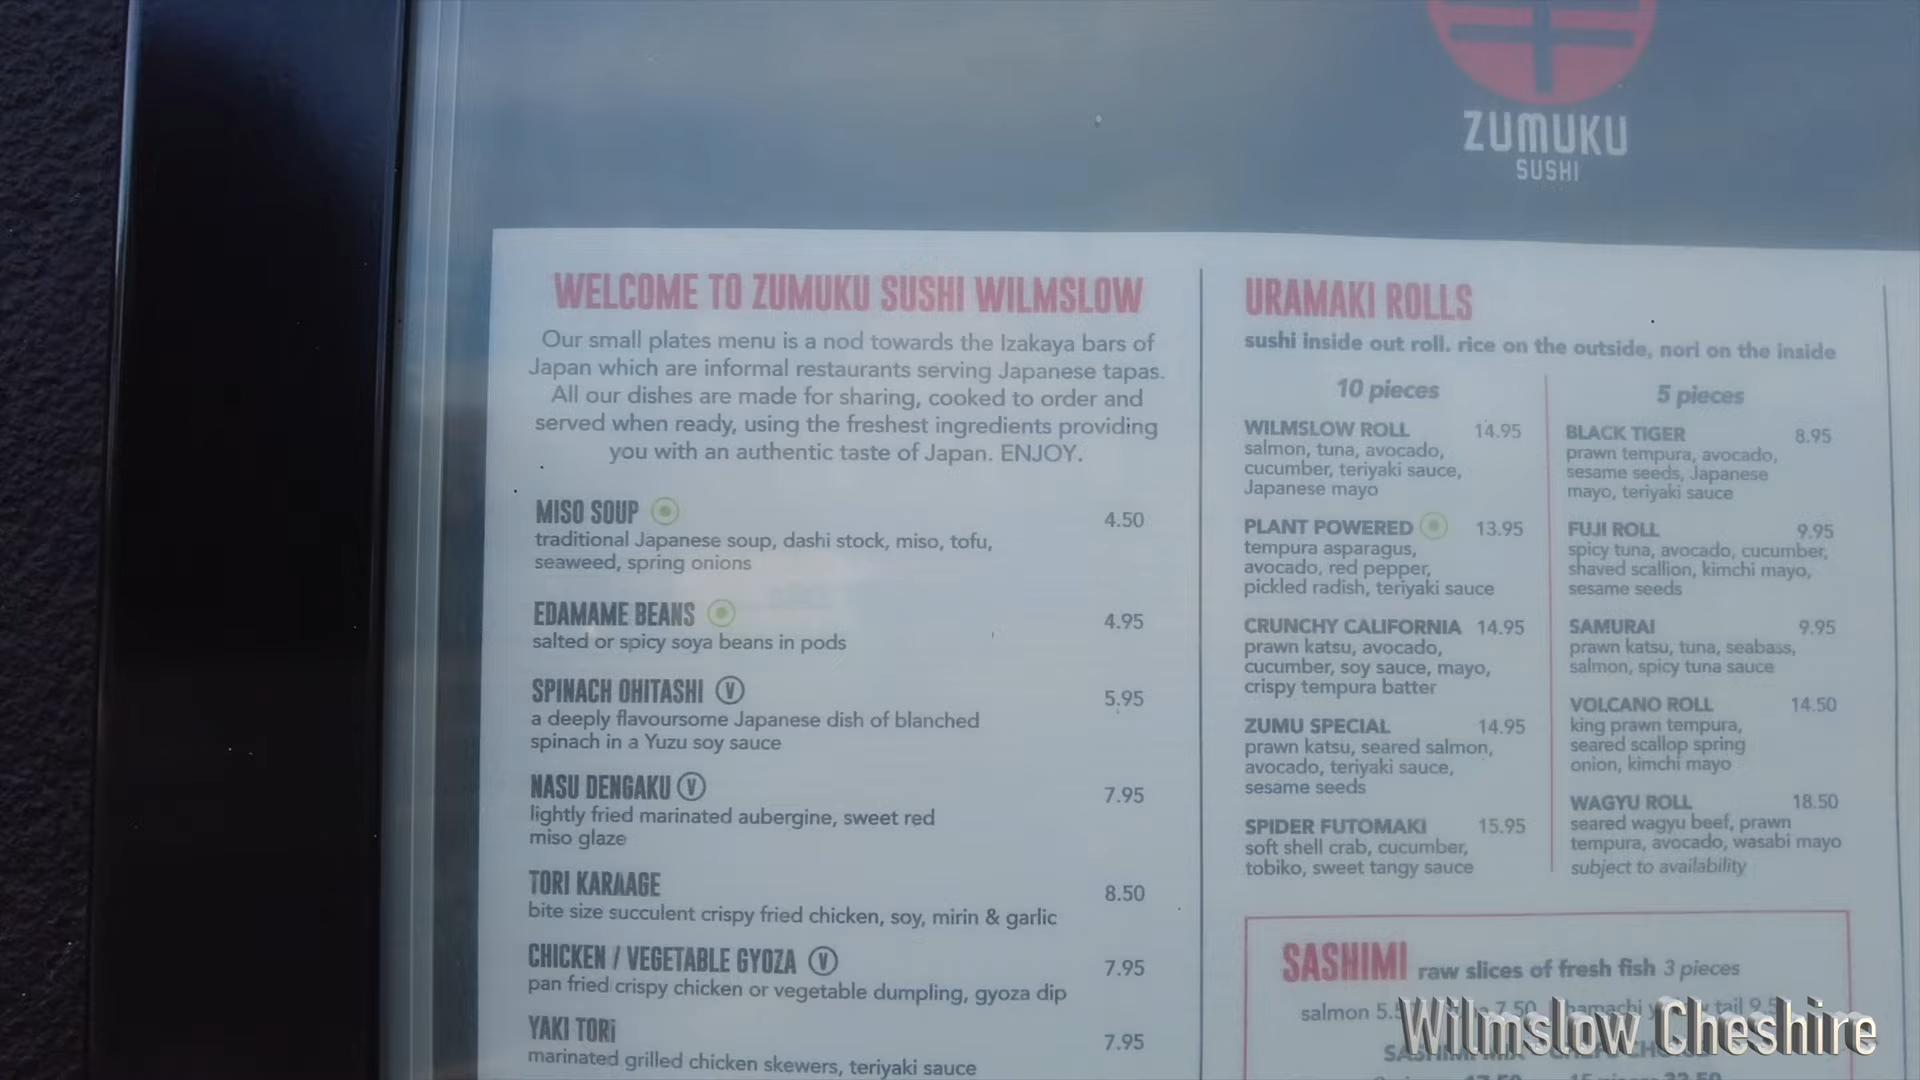 ZUMUKU
SUSHI
WELCOME TO ZUMUKU SUSHI WILMSLOW
Our small plates menu is a nod towards the Izakaya bars of
Japan which are informal restaurants serving Japanese tapas.
All our dishes are made for sharing, cooked to order and
served when ready, using the freshest ingredients providing
you with an authentic taste of Japan. ENJOY.
MISO SOUP 4.50
traditional Japanese soup, dashi stock, miso, tofu,
seaweed, spring onions
EDAMAME BEANS 4.95
salted or spicy soya beans in pods
SPINACH OHITASHI V 5.95
a deeply flavoursome Japanese dish of blanched
spinach in a Yuzu soy sauce
NASU DENGAKU V 7.95
lightly fried marinated aubergine, sweet red
miso glaze
TORI KARAAGE 8.50
bite size succulent crispy fried chicken, soy, mirin & garlic
CHICKEN / VEGETABLE GYOZA V 7.95
pan fried crispy chicken or vegetable dumpling, gyoza dip
YAKI TORi 7.95
marinated grilled chicken skewers, teriyaki sauce
URAMAKI ROLLS
sushi inside out roll. rice on the outside, nori on the inside
10 pieces
WILMSLOW ROLL 14.95
salmon, tuna, avocado,
cucumber, teriyaki sauce,
Japanese mayo
PLANT POWERED 13.95
tempura asparagus,
avocado, red pepper,
pickled radish, teriyaki sauce
CRUNCHY CALIFORNIA 14.95
prawn katsu, avocado,
cucumber, soy sauce, mayo,
crispy tempura batter
ZUMU SPECIAL 14.95
prawn katsu, seared salmon,
avocado, teriyaki sauce,
sesame seeds
SPIDER FUTOMAKI 15.95
soft shell crab, cucumber,
tobiko, sweet tangy sauce
5 pieces
BLACK TIGER 8.95
prawn tempura, avocado,
sesame seeds, Japanese
mayo, teriyaki sauce
FUJI ROLL 9.95
spicy tuna, avocado, cucumber,
shaved scallion, kimchi mayo,
sesame seeds
SAMURAI 9.95
prawn katsu, tuna, seabass,
salmon, spicy tuna sauce
VOLCANO ROLL 14.50
king prawn tempura,
seared scallop spring
onion, kimchi mayo
WAGYU ROLL 18.50
seared wagyu beef, prawn
tempura, avocado, wasabi mayo
subject to availability
SASHIMI raw slices of fresh fish 3 pieces
salmon 7.50 tail
Wilmslow Cheshire